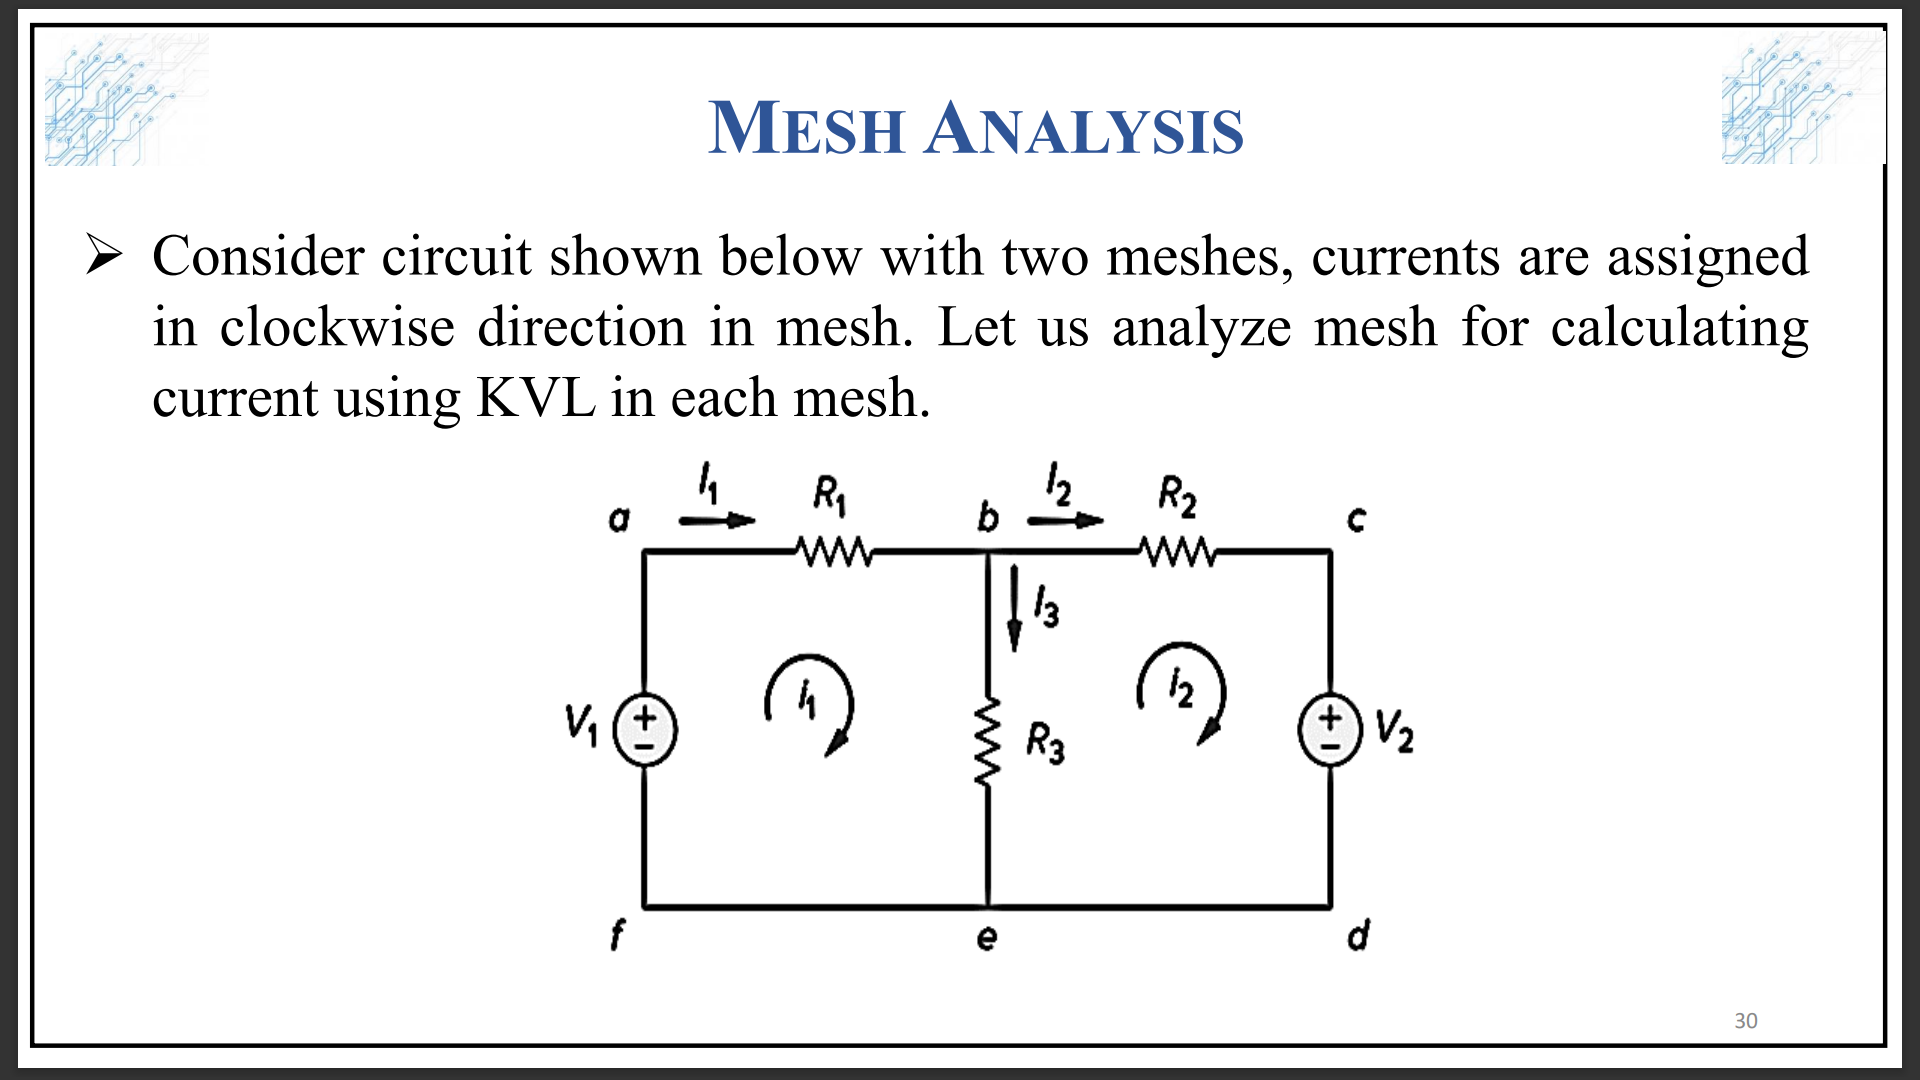 MESH ANALYSIS
➢ Consider circuit shown below with two meshes, currents are assigned
in clockwise direction in mesh. Let us analyze mesh for calculating
current using KVL in each mesh.
I1 R1 I2 R2
a b c
I3
i1 i2
V1 + − R3 + − V2
f e d
30